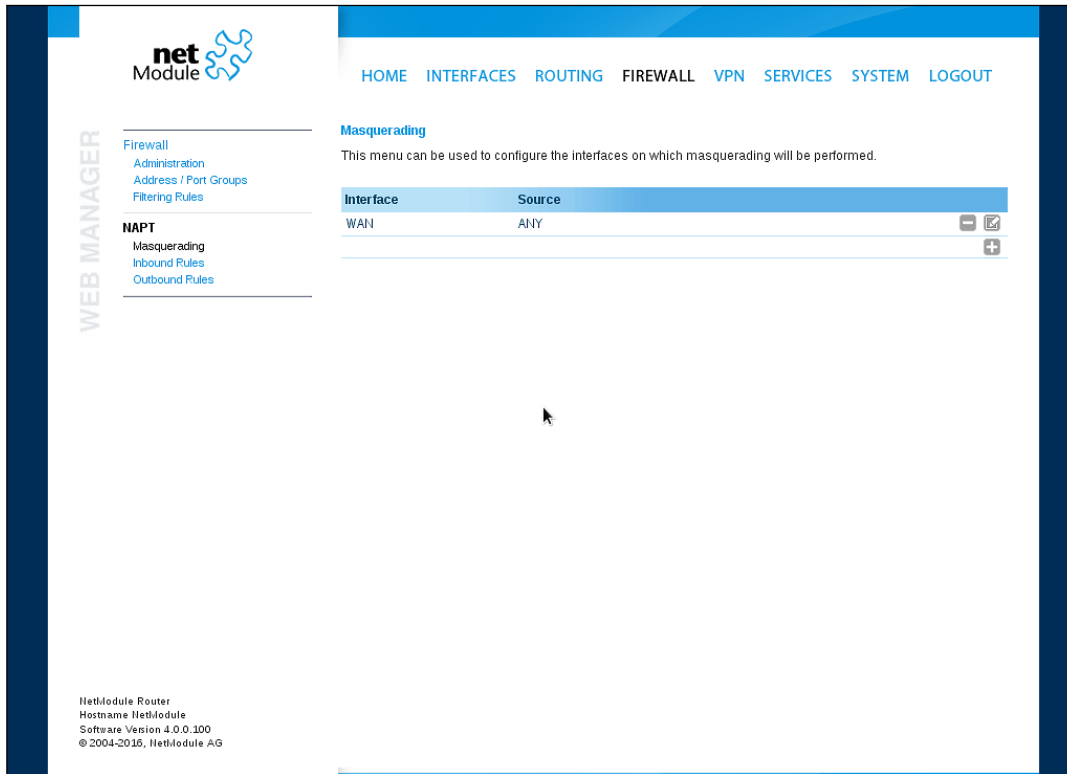 net
Module
HOME INTERFACES ROUTING FIREWALL VPN SERVICES SYSTEM LOGOUT
WEB MANAGER
Firewall
Administration
Address / Port Groups
Filtering Rules
NAPT
Masquerading
Inbound Rules
Outbound Rules
Masquerading
This menu can be used to configure the interfaces on which masquerading will be performed.
Interface Source
WAN ANY
NetModule Router
Hostname NetModule
Software Version 4.0.0.100
© 2004-2016, NetModule AG